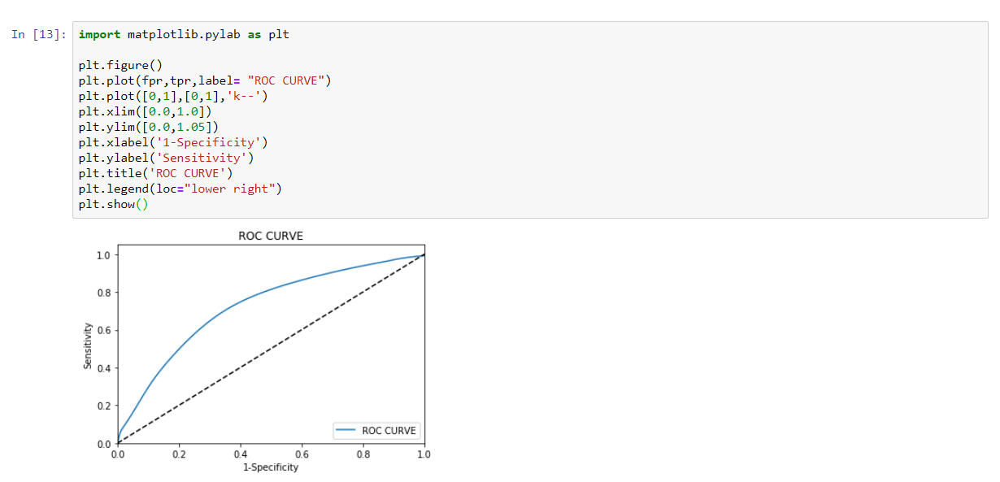 In [13]: import matplotlib.pylab as plt
plt.figure()
plt.plot(fpr,tpr,label= "ROC CURVE")
plt.plot([0,1],[0,1],'k--')
plt.xlim([0.0,1.0])
plt.ylim([0.0,1.05])
plt.xlabel('1-Specificity')
plt.ylabel('Sensitivity')
plt.title('ROC CURVE')
plt.legend(loc="lower right")
plt.show()
ROC CURVE
1.0
0.8
0.6
0.4
0.2
0.0
Sensitivity
ROC CURVE
0.0 0.2 0.4 0.6 0.8 1.0
1-Specificity